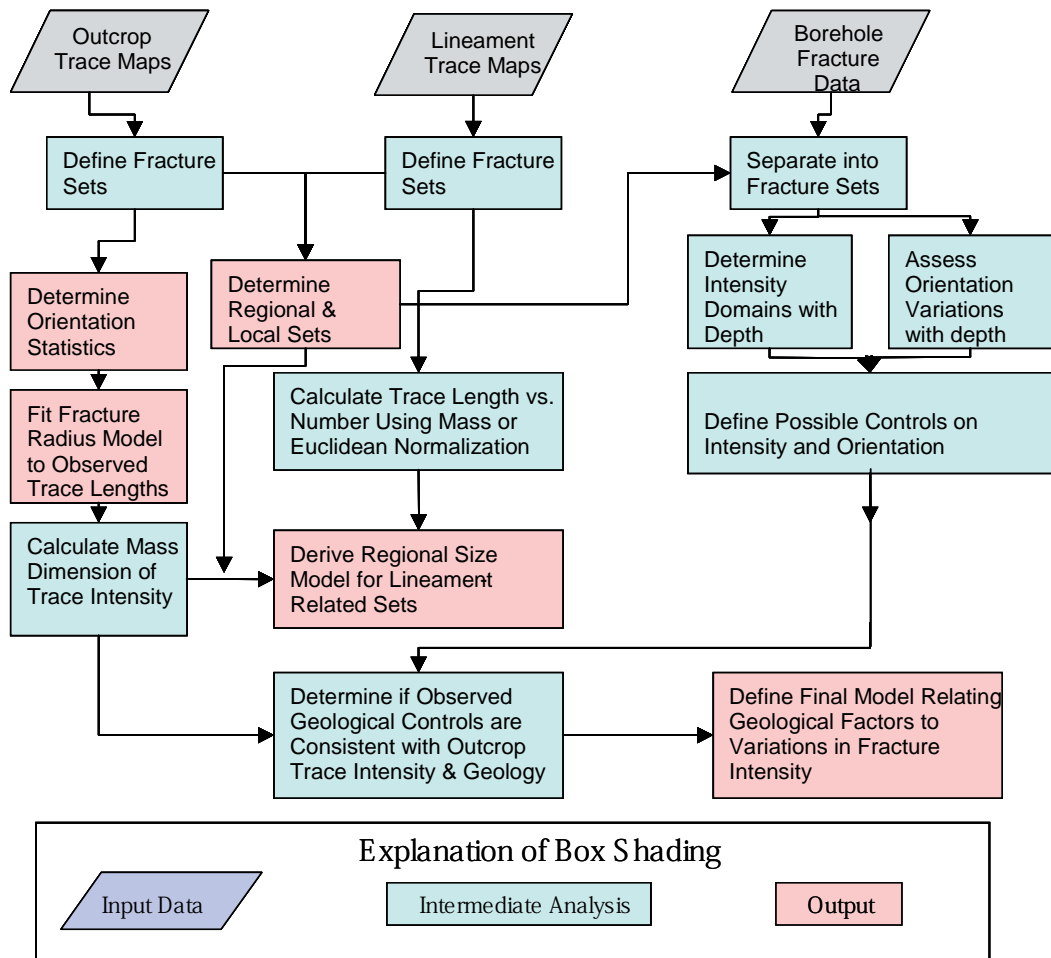 Outcrop
Trace Maps
Lineament
Trace Maps
Borehole
Fracture
Data
Define Fracture
Sets
Define Fracture
Sets
Separate into
Fracture Sets
Determine
Orientation
Statistics
Determine
Regional &
Local Sets
Determine
Intensity
Domains with
Depth
Assess
Orientation
Variations
with depth
Fit Fracture
Radius Model
to Observed
Trace Lengths
Calculate Trace Length vs.
Number Using Mass or
Euclidean Normalization
Define Possible Controls on
Intensity and Orientation
Calculate Mass
Dimension of
Trace Intensity
Derive Regional Size
Model for Lineament-
Related Sets
Determine if Observed
Geological Controls are
Consistent with Outcrop
Trace Intensity & Geology
Define Final Model Relating
Geological Factors to
Variations in Fracture
Intensity
Explanation of Box Shading
Input Data
Intermediate Analysis
Output